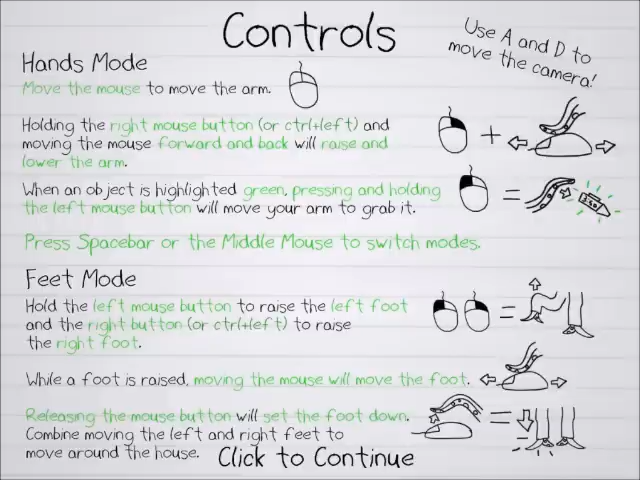 Controls
Use A and D to
move the camera!
Hands Mode
Move the mouse to move the arm.
Holding the right mouse button (or ctrl+left) and
moving the mouse forward and back will raise and
lower the arm.
When an object is highlighted green, pressing and holding
the left mouse button will move your arm to grab it.
Press Spacebar or the Middle Mouse to switch modes.
Feet Mode
Hold the left mouse button to raise the left foot
and the right button (or ctrl+left) to raise
the right foot.
While a foot is raised, moving the mouse will move the foot.
Releasing the mouse button will set the foot down.
Combine moving the left and right feet to
move around the house.
Click to Continue